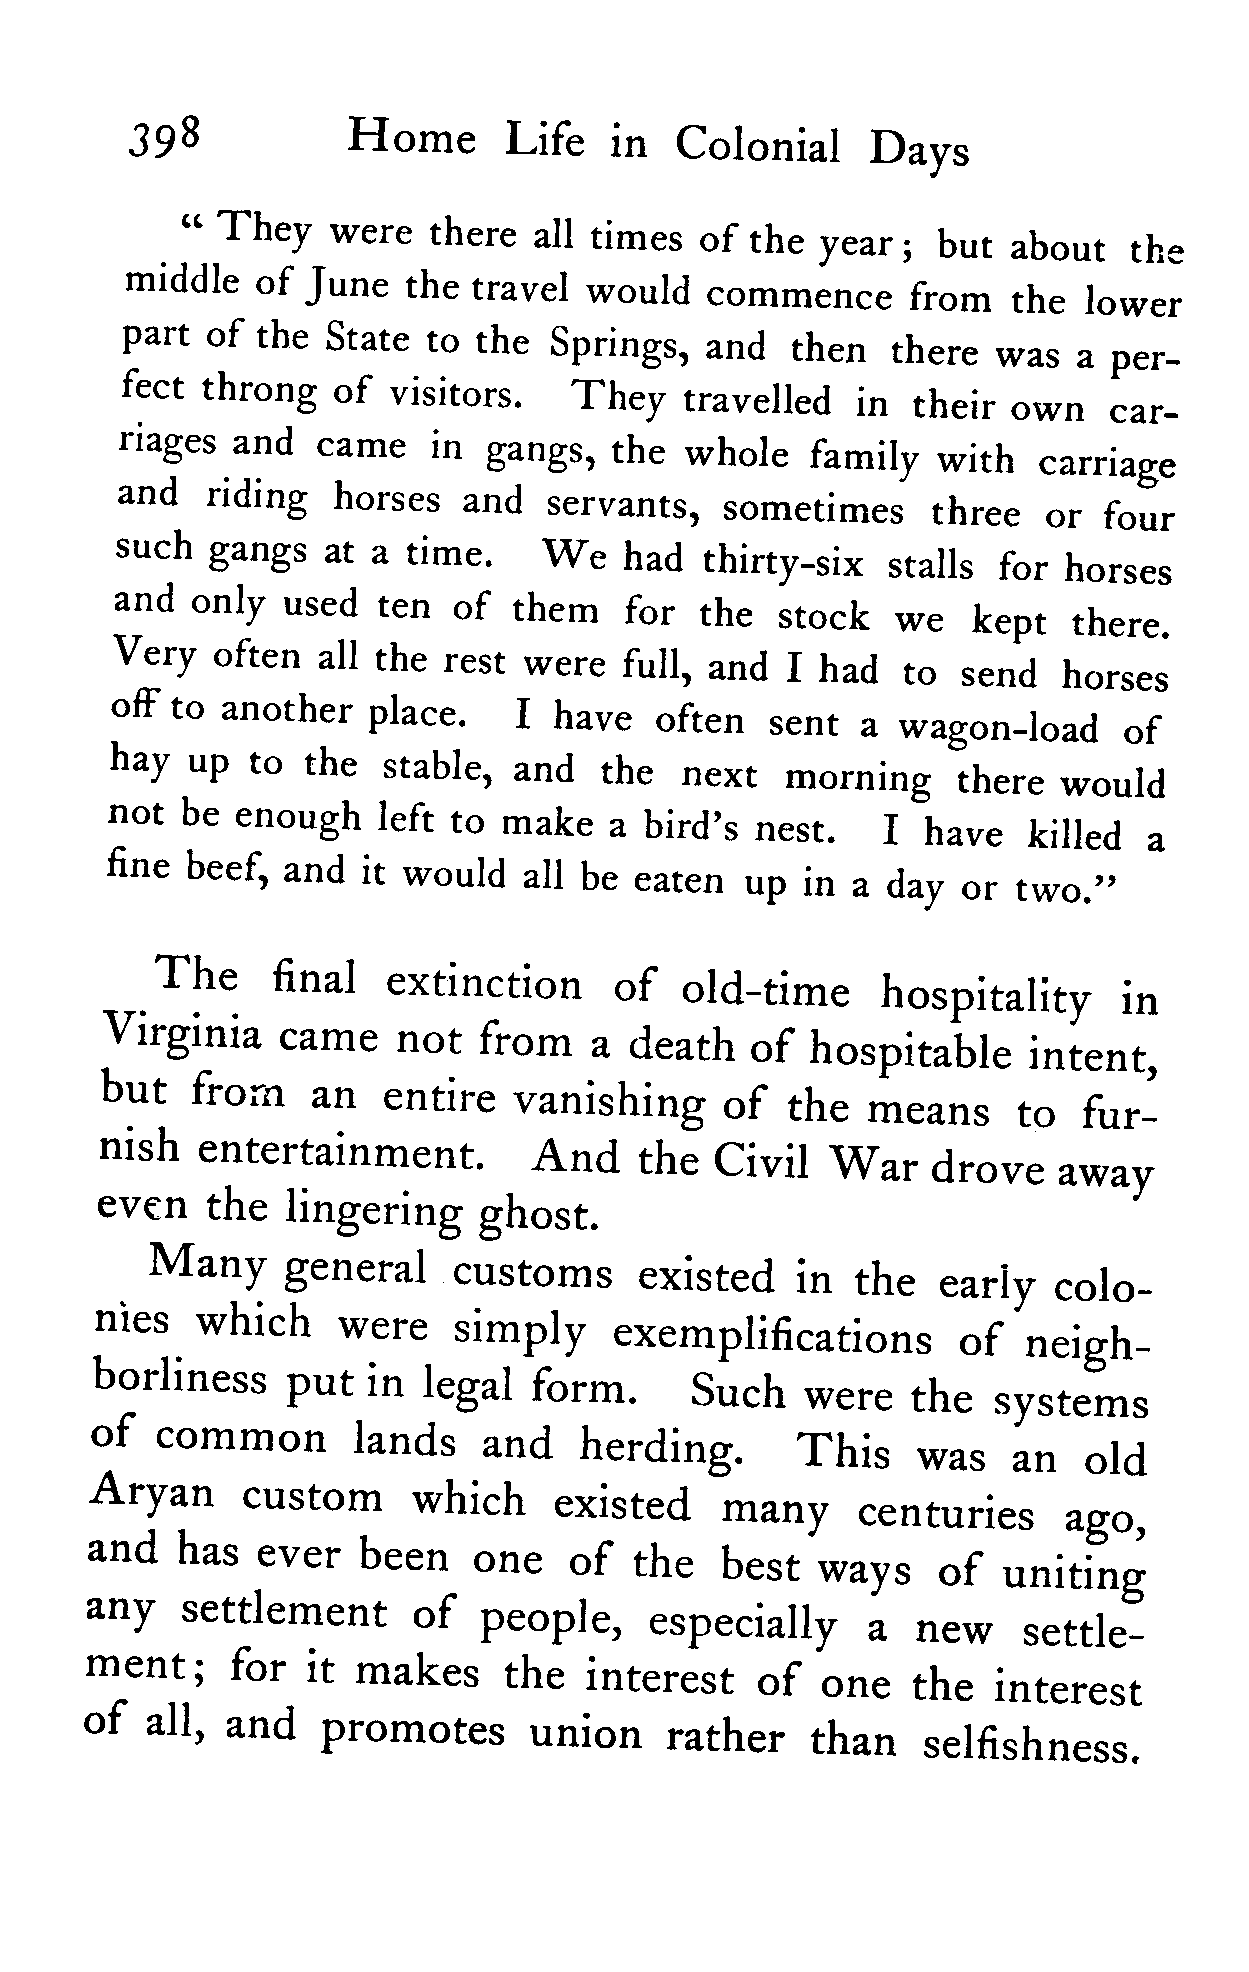 398 Home Life in Colonial Days
“ They were there all times of the year ; but about the
middle of June the travel would commence from the lower
part of the State to the Springs, and then there was a per-
fect throng of visitors. They travelled in their own car-
riages and came in gangs, the whole family with carriage
and riding horses and servants, sometimes three or four
such gangs at a time. We had thirty-six stalls for horses
and only used ten of them for the stock we kept there.
Very often all the rest were full, and I had to send horses
off to another place. I have often sent a wagon-load of
hay up to the stable, and the next morning there would
not be enough left to make a bird’s nest. I have killed a
fine beef, and it would all be eaten up in a day or two.”
The final extinction of old-time hospitality in
Virginia came not from a death of hospitable intent,
but from an entire vanishing of the means to fur-
nish entertainment. And the Civil War drove away
even the lingering ghost.
Many general customs existed in the early colo-
nies which were simply exemplifications of neigh-
borliness put in legal form. Such were the systems
of common lands and herding. This was an old
Aryan custom which existed many centuries ago,
and has ever been one of the best ways of uniting
any settlement of people, especially a new settle-
ment ; for it makes the interest of one the interest
of all, and promotes union rather than selfishness.